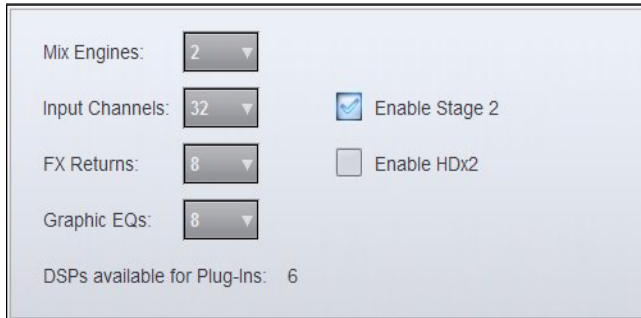 Mix Engines: 2
Input Channels: 32 Enable Stage 2
FX Returns: 8 Enable HDx2
Graphic EQs: 8
DSPs available for Plug-Ins: 6